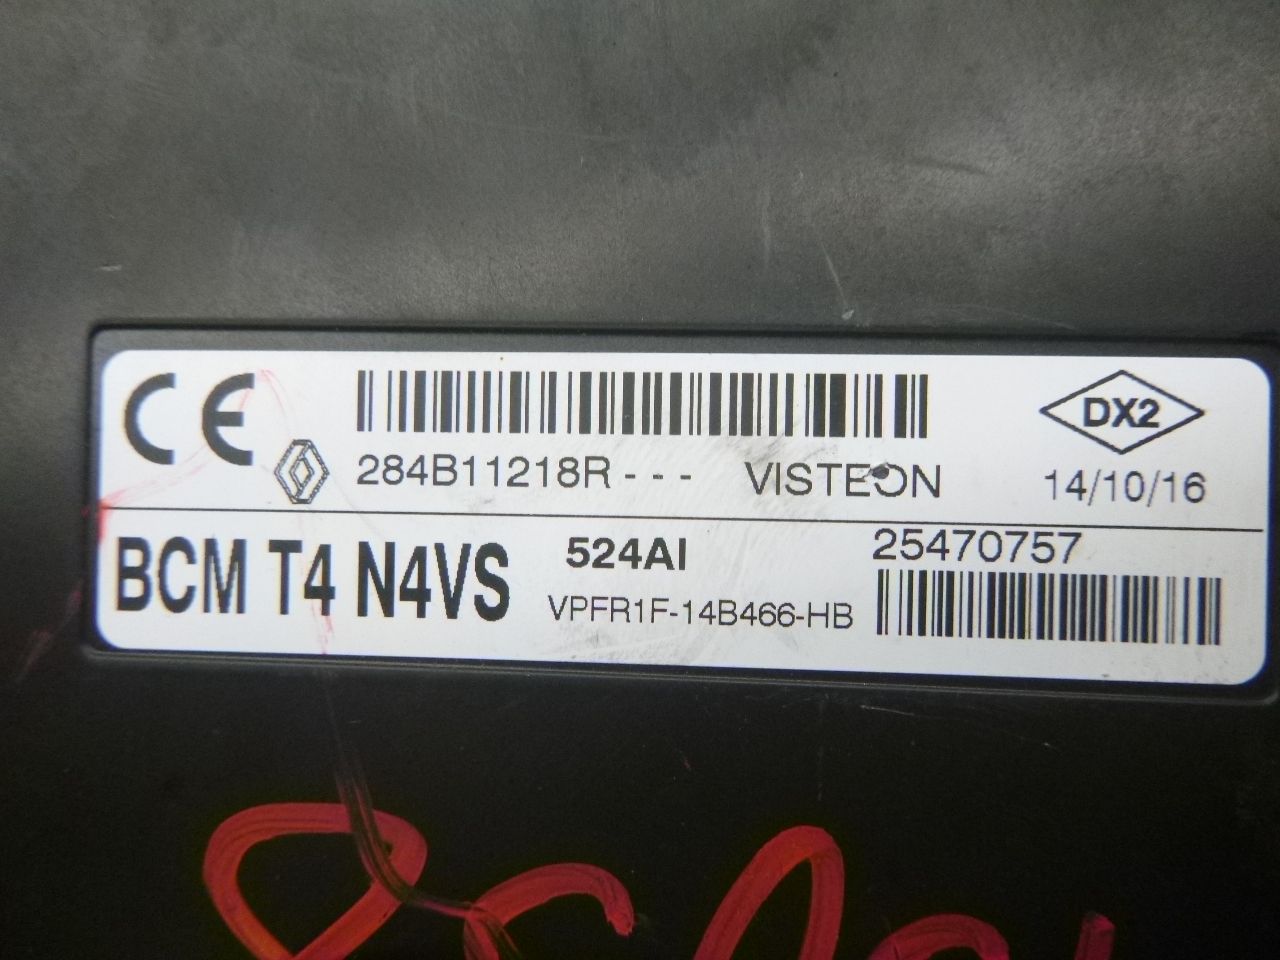 CE
284B11218R - - - VISTEON
DX2
14/10/16
BCM T4 N4VS
524AI
VPFR1F-14B466-HB
25470757